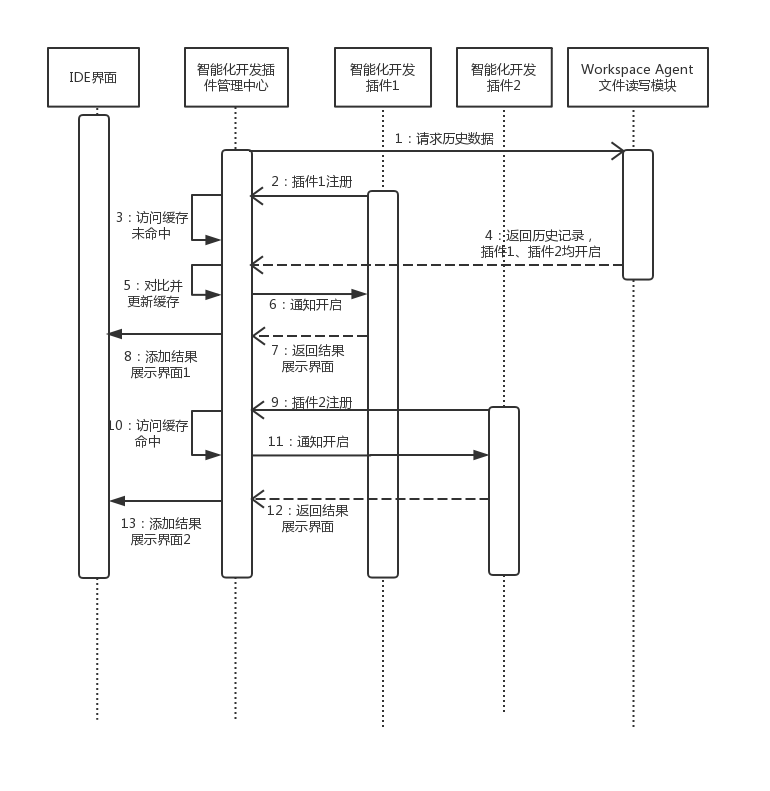 IDE界面
智能化开发插
件管理中心
智能化开发
插件1
智能化开发
插件2
Workspace Agent
文件读写模块
1：请求历史数据
2：插件1注册
3：访问缓存
未命中
4：返回历史记录，
插件1、插件2均开启
5：对比并
更新缓存
6：通知开启
7：返回结果
展示界面
8：添加结果
展示界面1
9：插件2注册
10：访问缓存
命中
11：通知开启
12：返回结果
展示界面
13：添加结果
展示界面2